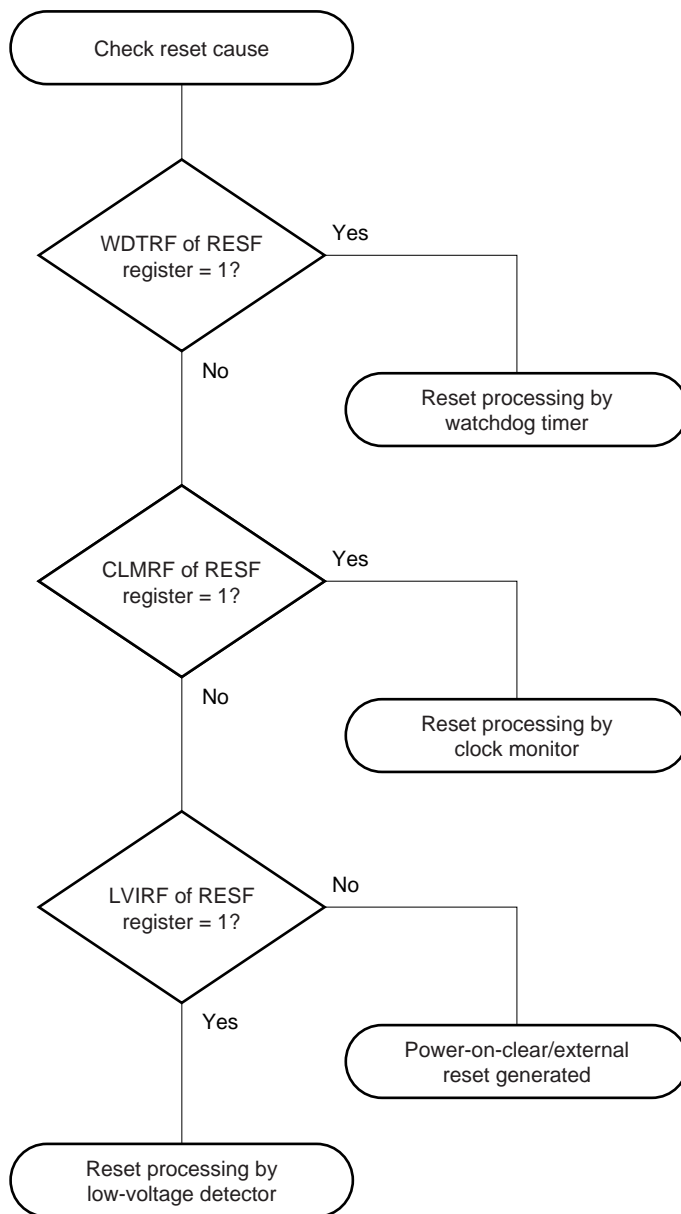 Check reset cause
WDTRF of RESF
register = 1?
Yes
No
Reset processing by
watchdog timer
CLMRF of RESF
register = 1?
Yes
No
Reset processing by
clock monitor
LVIRF of RESF
register = 1?
No
Yes
Power-on-clear/external
reset generated
Reset processing by
low-voltage detector